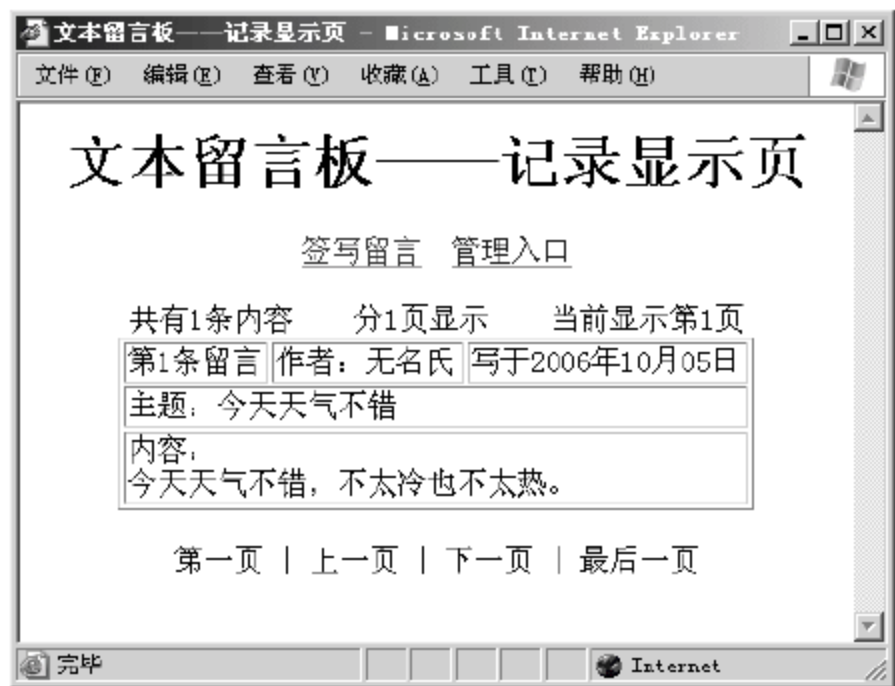 文本留言板——记录显示页 - Microsoft Internet Explorer
文件(F) 编辑(E) 查看(V) 收藏(A) 工具(T) 帮助(H)
文本留言板——记录显示页
签写留言 管理入口
共有1条内容 分1页显示 当前显示第1页
第1条留言 作者：无名氏 写于2006年10月05日
主题：今天天气不错
内容：
今天天气不错，不太冷也不太热。
第一页 | 上一页 | 下一页 | 最后一页
完毕 Internet